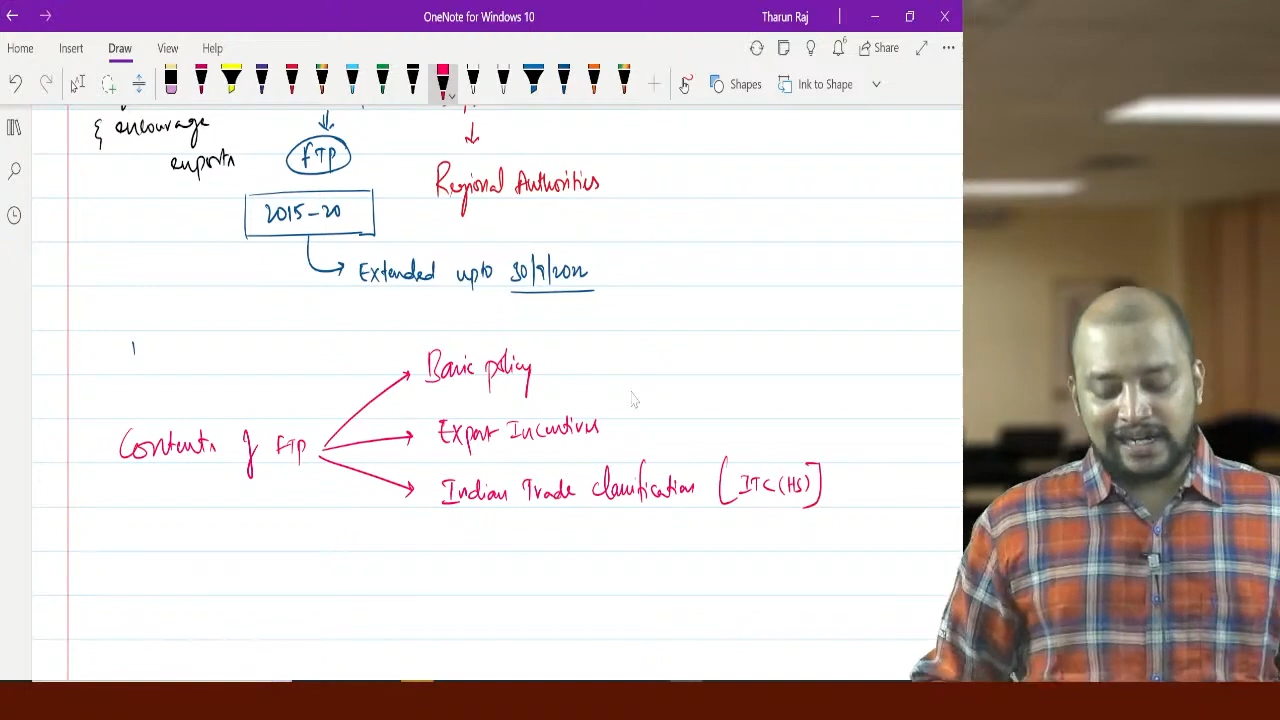 OneNote for Windows 10
Tharun Raj
Home Insert Draw View Help
6
Share
Shapes
Ink to Shape
& encourage
exports
FTP
2015-20
Extended upto 30/9/2022
Regional Authorities
Contents of FTP
Basic policy
Export Incentives
Indian Trade classification [ITC(HS)]